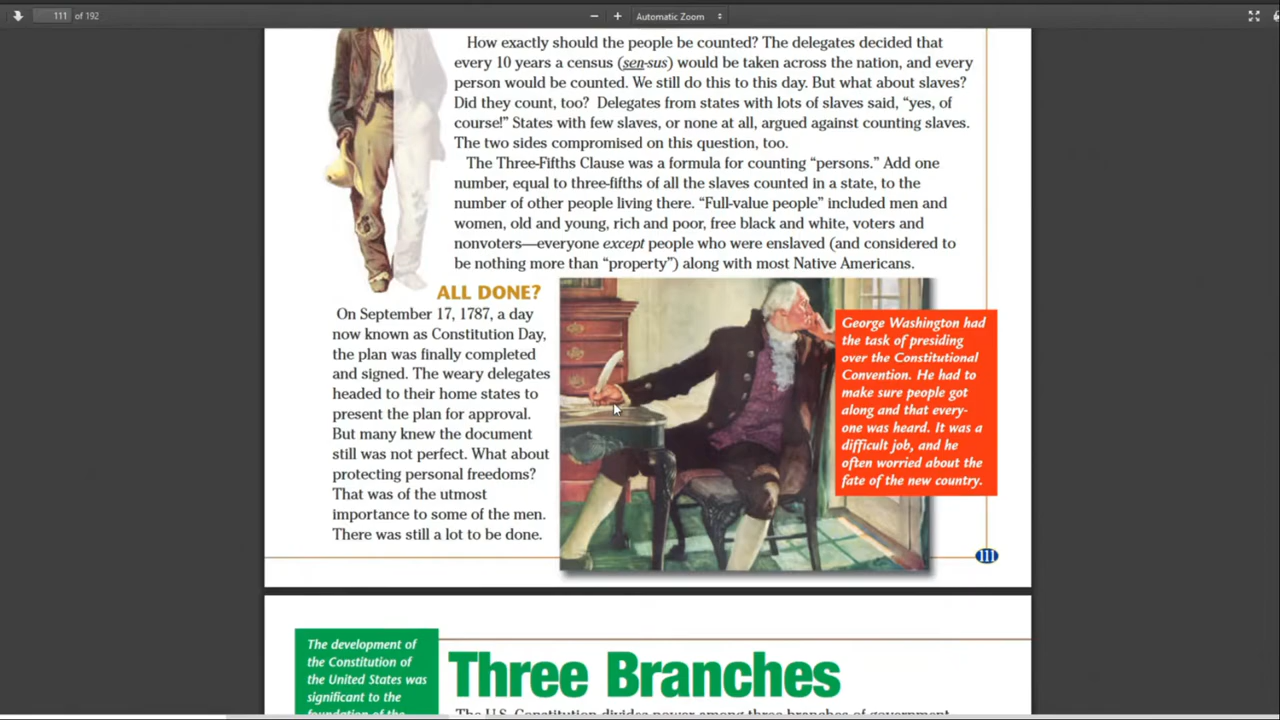 111 of 192
Automatic Zoom
How exactly should the people be counted? The delegates decided that
every 10 years a census (sen-sus) would be taken across the nation, and every
person would be counted. We still do this to this day. But what about slaves?
Did they count, too? Delegates from states with lots of slaves said, “yes, of
course!” States with few slaves, or none at all, argued against counting slaves.
The two sides compromised on this question, too.
The Three-Fifths Clause was a formula for counting “persons.” Add one
number, equal to three-fifths of all the slaves counted in a state, to the
number of other people living there. “Full-value people” included men and
women, old and young, rich and poor, free black and white, voters and
nonvoters—everyone except people who were enslaved (and considered to
be nothing more than “property”) along with most Native Americans.
ALL DONE?
On September 17, 1787, a day
now known as Constitution Day,
the plan was finally completed
and signed. The weary delegates
headed to their home states to
present the plan for approval.
But many knew the document
still was not perfect. What about
protecting personal freedoms?
That was of the utmost
importance to some of the men.
There was still a lot to be done.
George Washington had
the task of presiding
over the Constitutional
Convention. He had to
make sure people got
along and that every-
one was heard. It was a
difficult job, and he
often worried about the
fate of the new country.
111
The development of
the Constitution of
the United States was
significant to the
foundation of the
Three Branches
The U.S. Constitution divides power among three branches of government